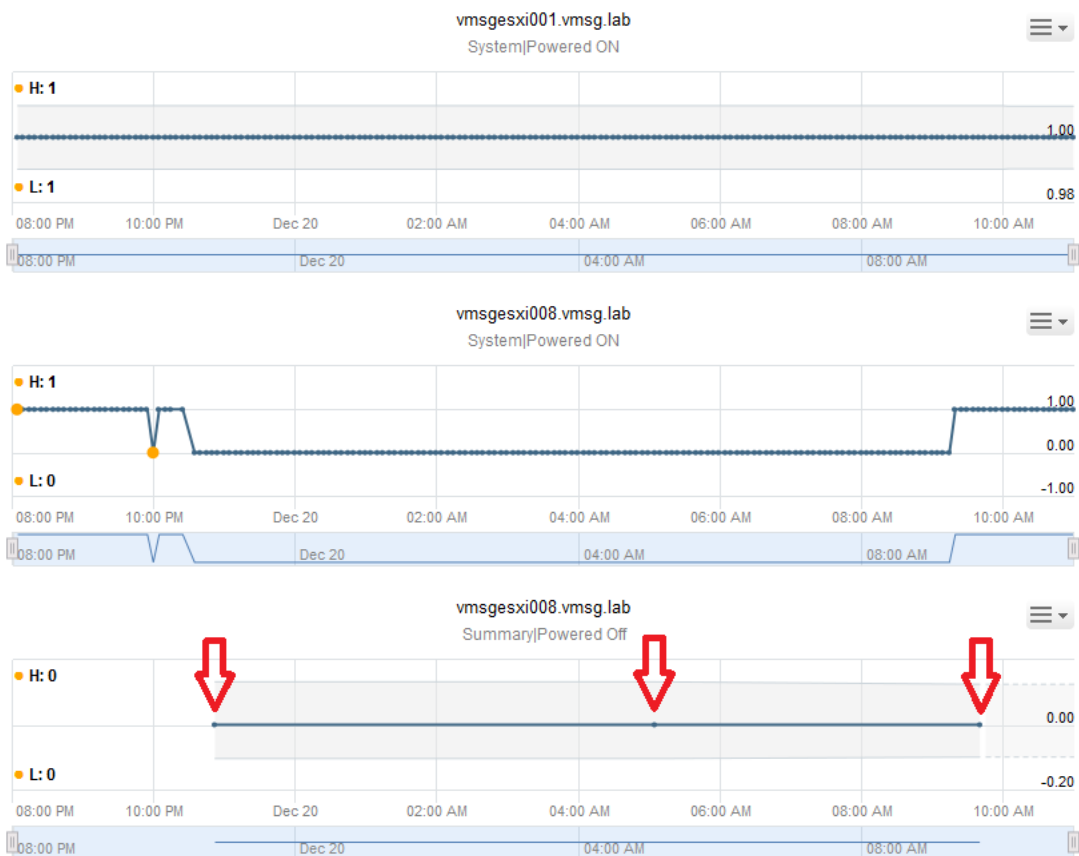 vmsgesxi001.vmsg.lab
System|Powered ON
H: 1
1.00
L: 1
0.98
08:00 PM 10:00 PM Dec 20 02:00 AM 04:00 AM 06:00 AM 08:00 AM 10:00 AM
08:00 PM Dec 20 04:00 AM 08:00 AM
vmsgesxi008.vmsg.lab
System|Powered ON
H: 1
1.00
0.00
L: 0
-1.00
08:00 PM 10:00 PM Dec 20 02:00 AM 04:00 AM 06:00 AM 08:00 AM 10:00 AM
08:00 PM Dec 20 04:00 AM 08:00 AM
vmsgesxi008.vmsg.lab
Summary|Powered Off
H: 0
0.00
L: 0
-0.20
08:00 PM 10:00 PM Dec 20 02:00 AM 04:00 AM 06:00 AM 08:00 AM 10:00 AM
08:00 PM Dec 20 04:00 AM 08:00 AM